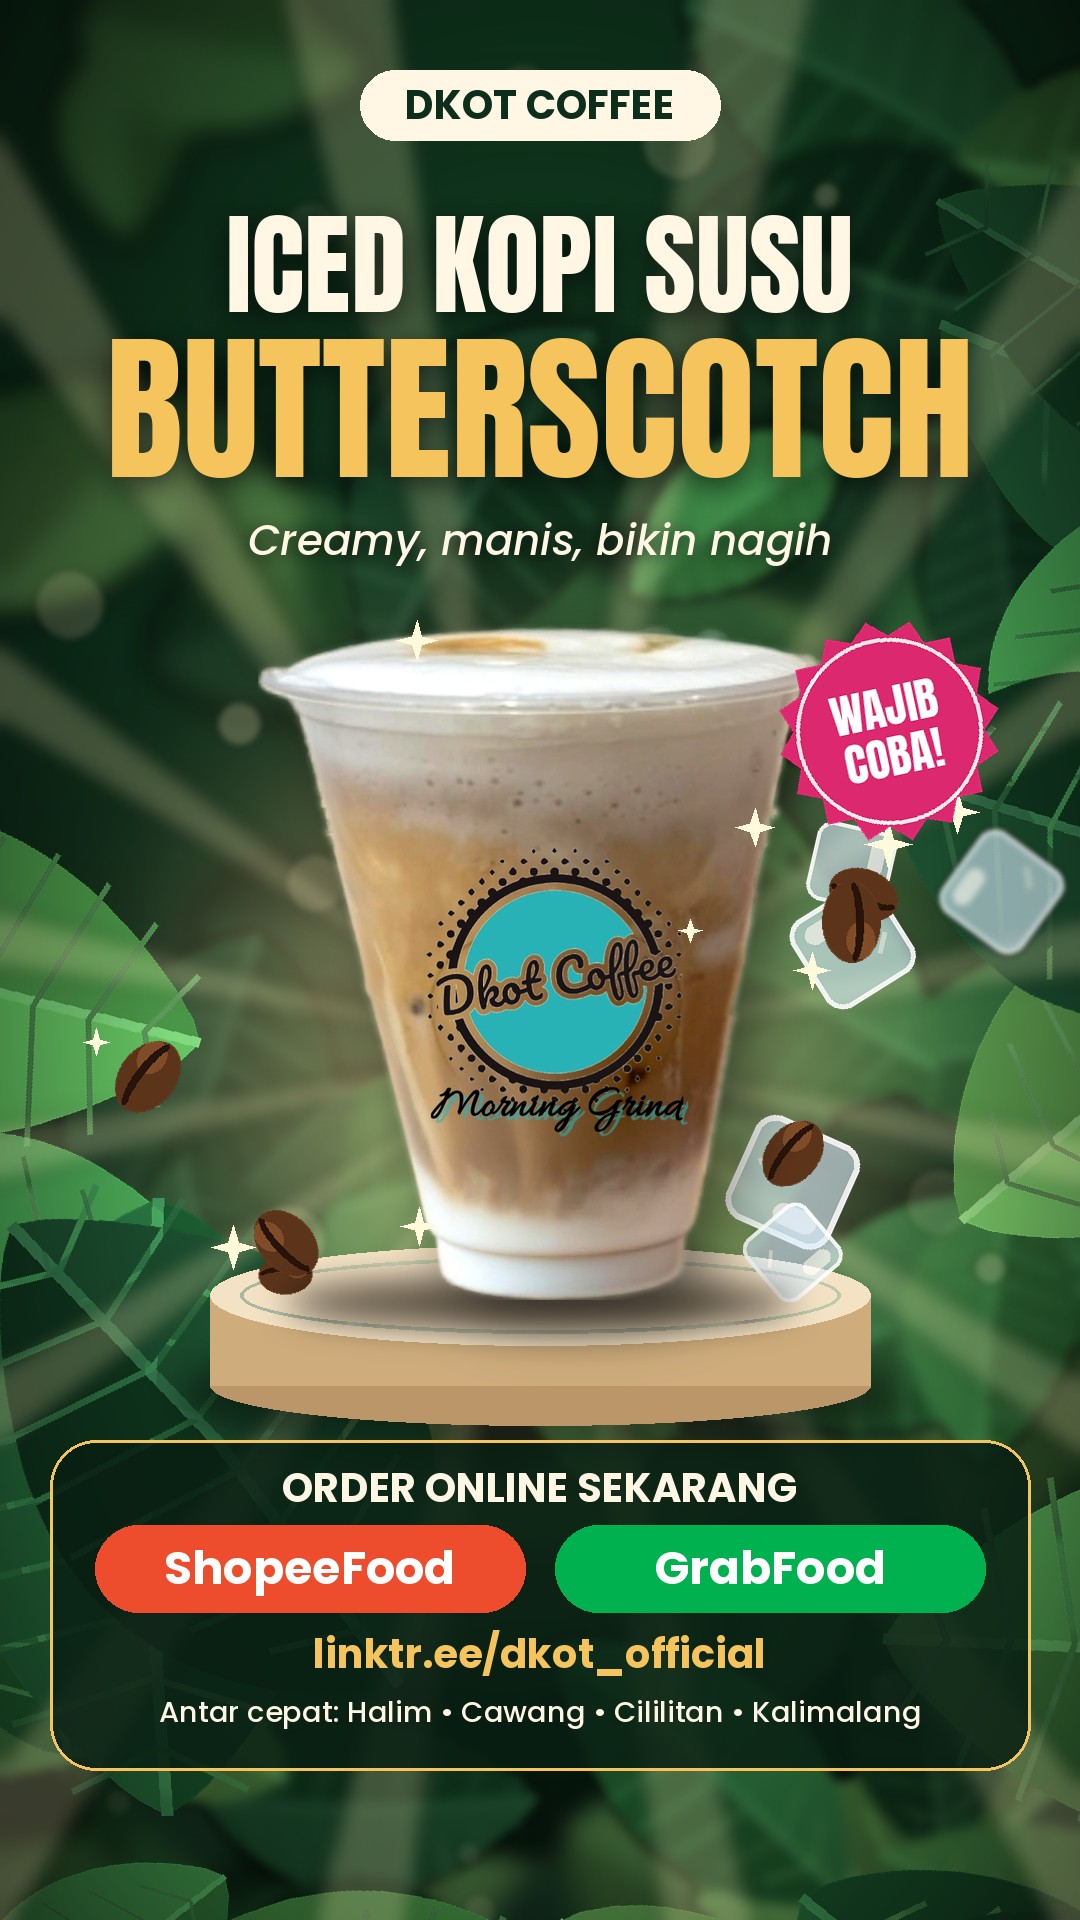 DKOT COFFEE
ICED KOPI SUSU
BUTTERSCOTCH
Creamy, manis, bikin nagih
WAJIB
COBA!
Dkot Coffee
Morning Grind
ORDER ONLINE SEKARANG
ShopeeFood
GrabFood
linktr.ee/dkot_official
Antar cepat: Halim • Cawang • Cililitan • Kalimalang